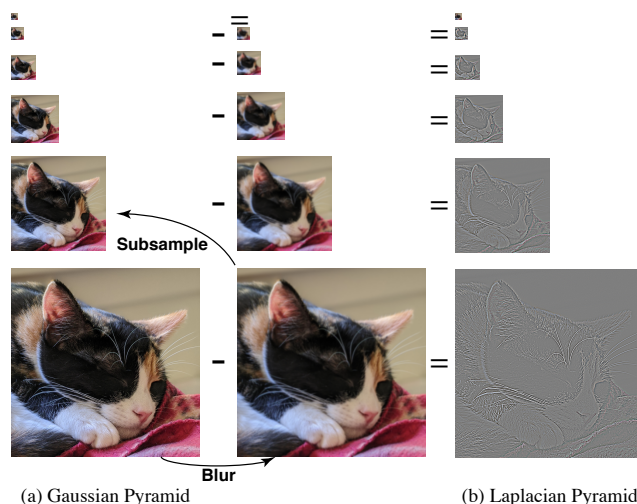 =
- =
- =
- =
- =
Subsample
- =
Blur
(a) Gaussian Pyramid (b) Laplacian Pyramid